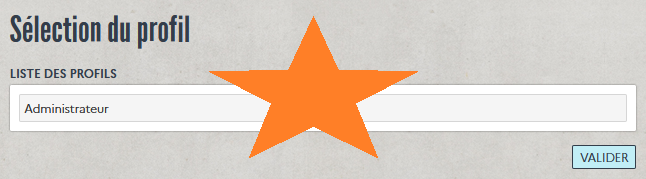 Sélection du profil
LISTE DES PROFILS
Administrateur
VALIDER